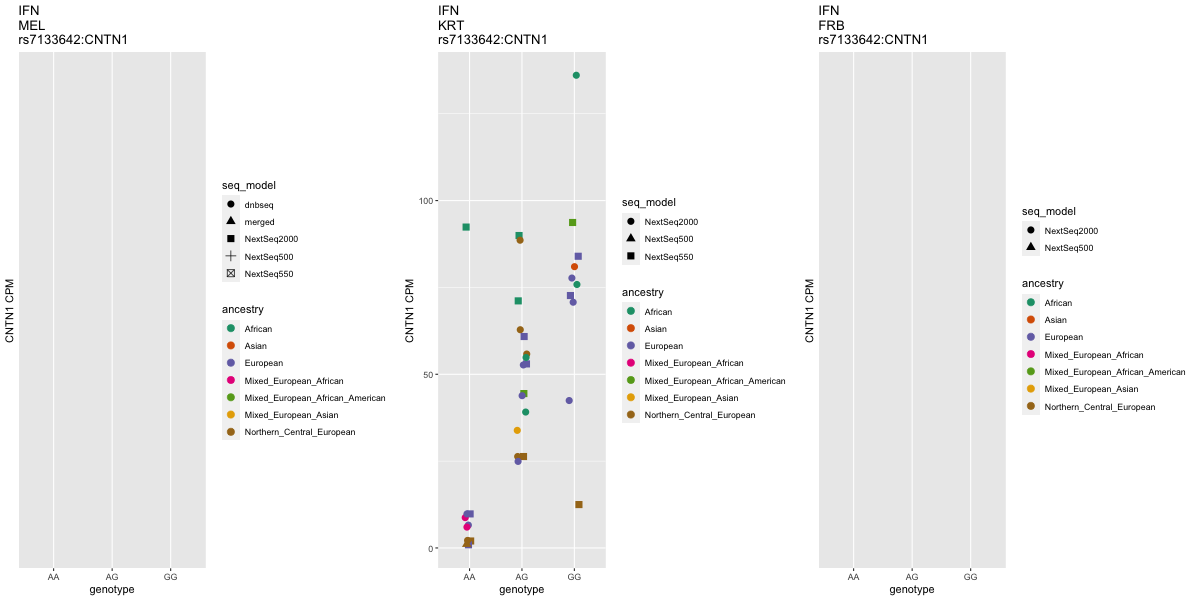 IFN
MEL
rs7133642:CNTN1
CNTN1 CPM
AA
AG
GG
genotype
seq_model
dnbseq
merged
NextSeq2000
NextSeq500
NextSeq550
ancestry
African
Asian
European
Mixed_European_African
Mixed_European_African_American
Mixed_European_Asian
Northern_Central_European
IFN
KRT
rs7133642:CNTN1
CNTN1 CPM
100
50
0
AA
AG
GG
genotype
seq_model
NextSeq2000
NextSeq500
NextSeq550
ancestry
African
Asian
European
Mixed_European_African
Mixed_European_African_American
Mixed_European_Asian
Northern_Central_European
IFN
FRB
rs7133642:CNTN1
CNTN1 CPM
AA
AG
GG
genotype
seq_model
NextSeq2000
NextSeq500
ancestry
African
Asian
European
Mixed_European_African
Mixed_European_African_American
Mixed_European_Asian
Northern_Central_European